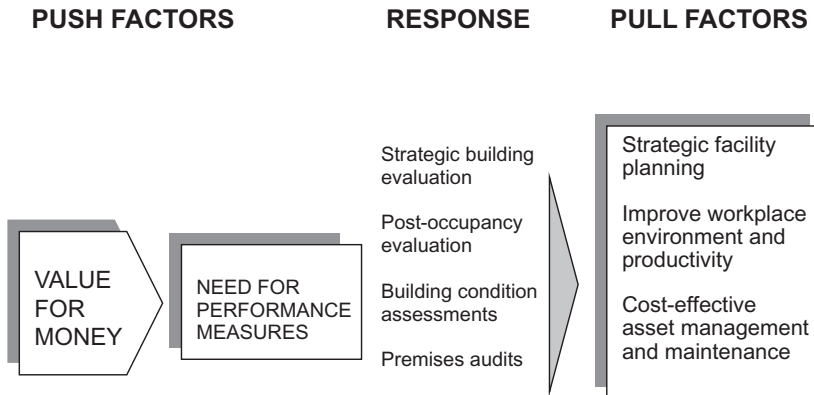 PUSH FACTORS
RESPONSE
PULL FACTORS
VALUE
FOR
MONEY
NEED FOR
PERFORMANCE
MEASURES
Strategic building
evaluation
Post-occupancy
evaluation
Building condition
assessments
Premises audits
Strategic facility
planning
Improve workplace
environment and
productivity
Cost-effective
asset management
and maintenance